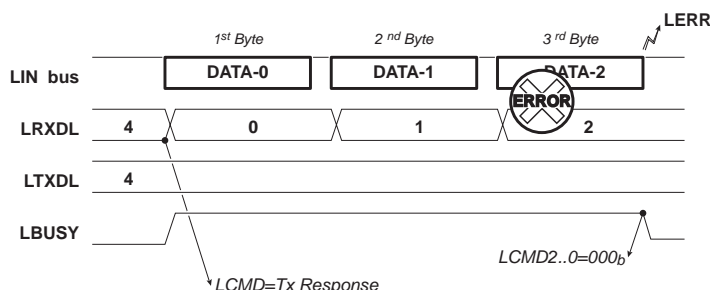 LERR
1st Byte 2nd Byte 3rd Byte
LIN bus DATA-0 DATA-1 DATA-2
ERROR
LRXDL 4 0 1 2
LTXDL 4
LBUSY
LCMD2..0=000b
LCMD=Tx Response